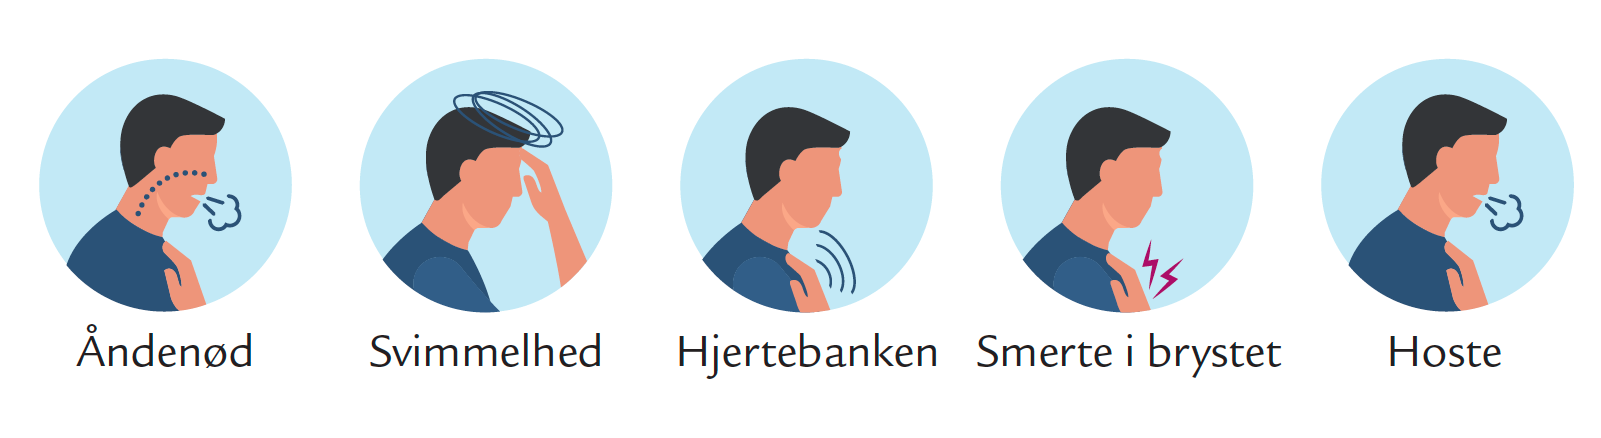 Åndenød
Svimmelhed
Hjertebanken
Smerte i brystet
Hoste